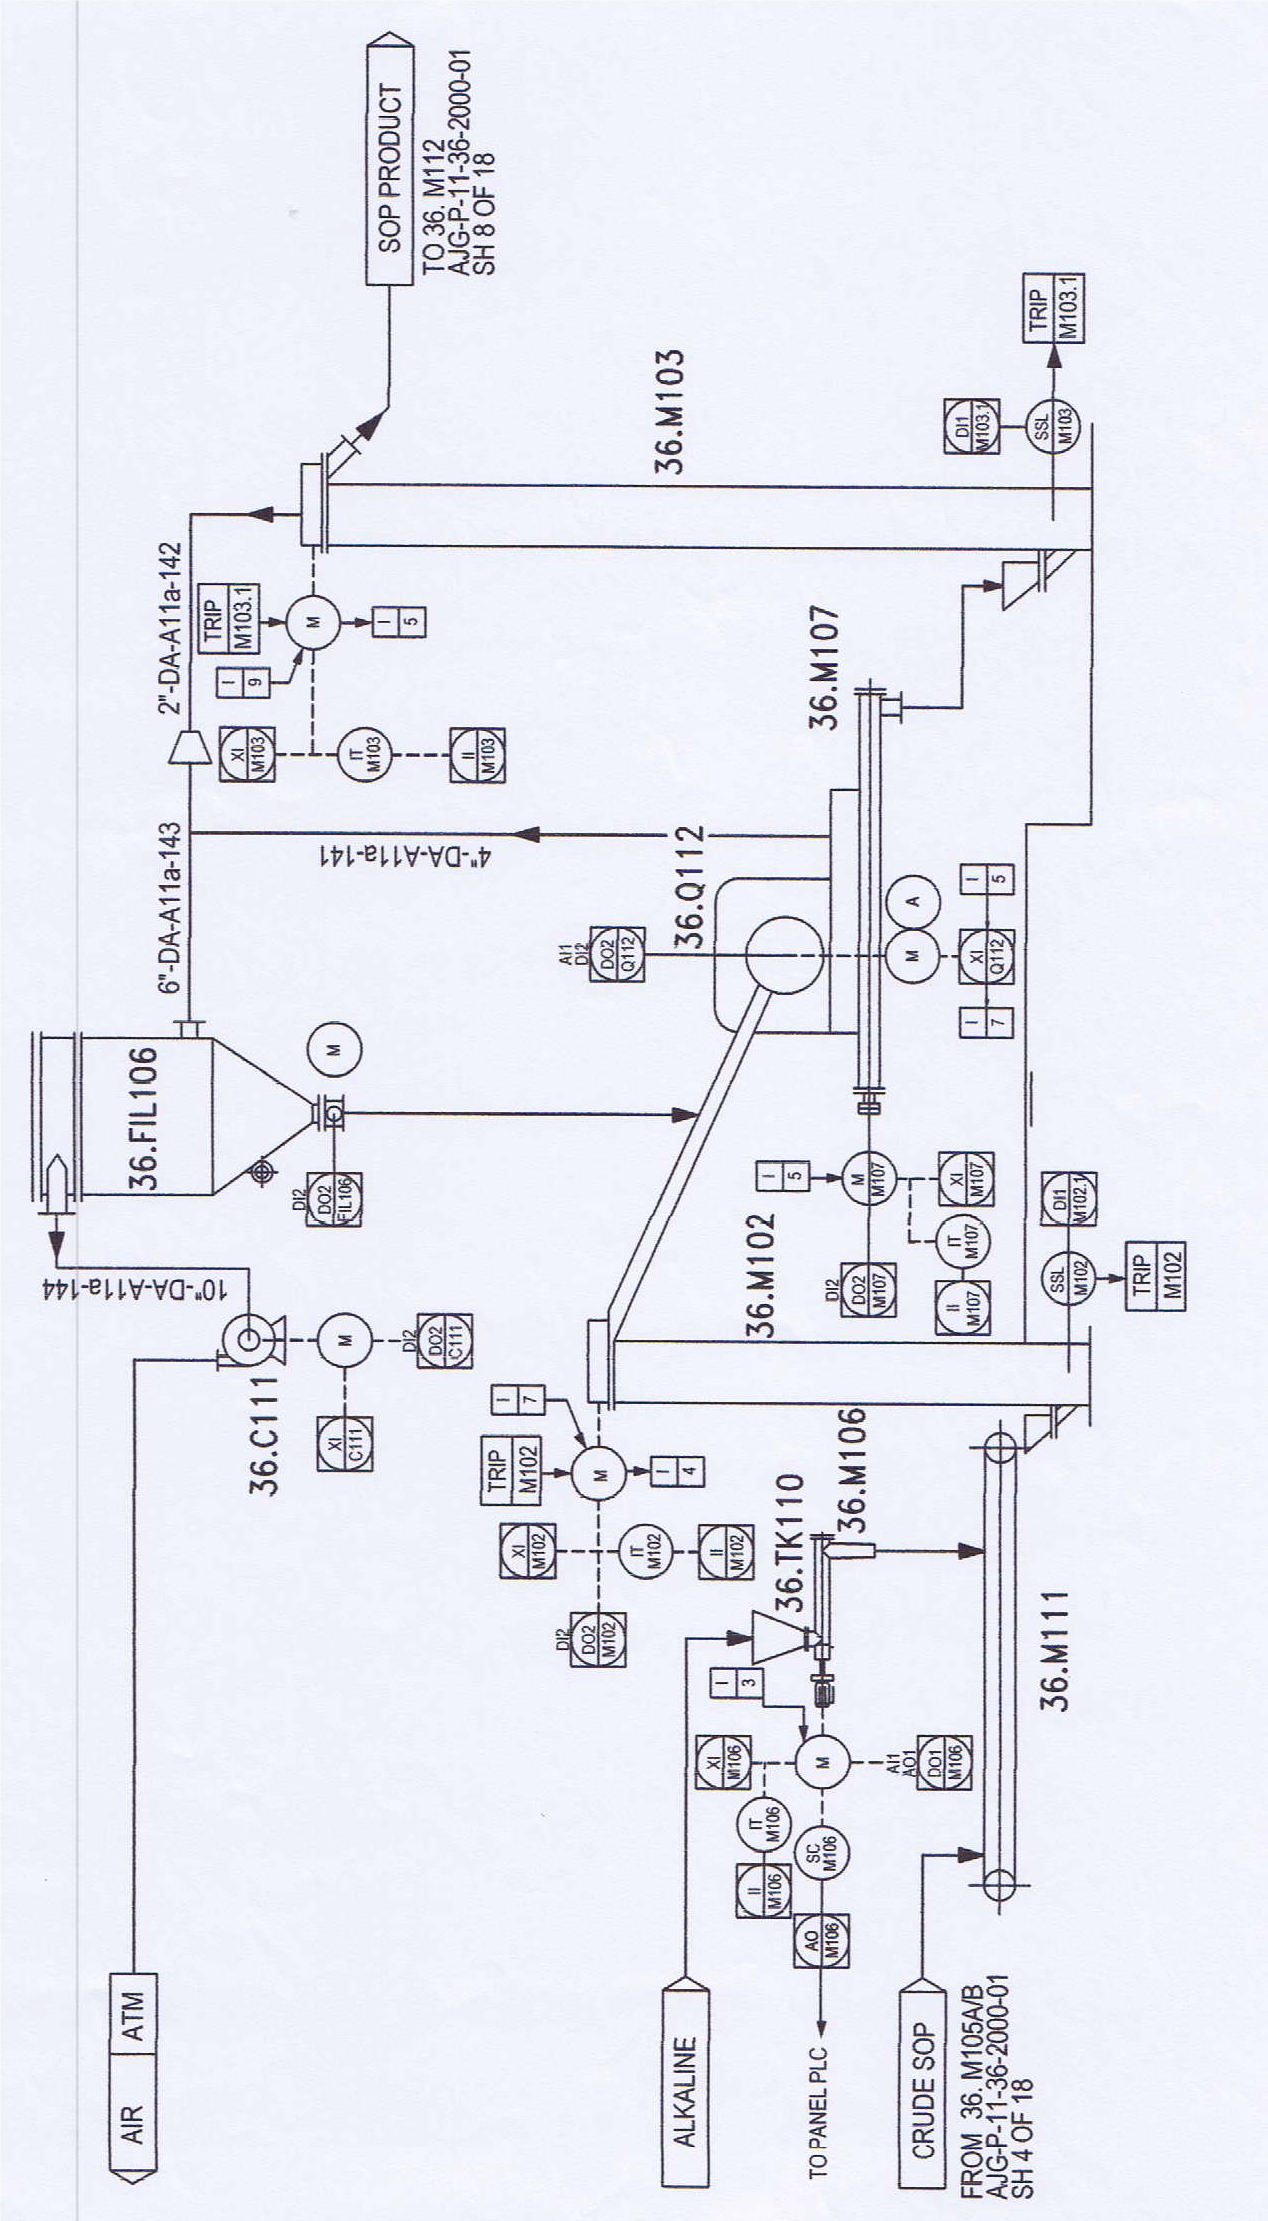 AIR
ATM
10"-DA-A11a-144
36.C111
M
XI
C111
DI2
DO2
C111
36.FIL106
M
DI2
DO2
FIL106
6"-DA-A11a-143
4"-DA-A11a-141
2"-DA-A11a-142
TRIP
M103.1
I
9
M
I
5
XI
M103
IT
M103
II
M103
SOP PRODUCT
TO 36. M112
AJG-P-11-36-2000-01
SH 8 OF 18
36.M103
DI1
M103.1
SSL
M103
TRIP
M103.1
36.M107
36.Q112
AI1
DI2
DO2
Q112
M
A
I
5
XI
Q112
I
7
I
5
M
M107
XI
M107
IT
M107
II
M107
DI2
DO2
M107
36.M102
DI1
M102.1
SSL
M102
TRIP
M102
I
7
TRIP
M102
M
I
4
XI
M102
IT
M102
II
M102
DI2
DO2
M102
36.M106
36.TK110
I
3
XI
M106
M
IT
M106
II
M106
SC
M106
AO
M106
AI1
AO1
DO1
M106
TO PANEL PLC
ALKALINE
36.M111
CRUDE SOP
FROM 36. M105A/B
AJG-P-11-36-2000-01
SH 4 OF 18